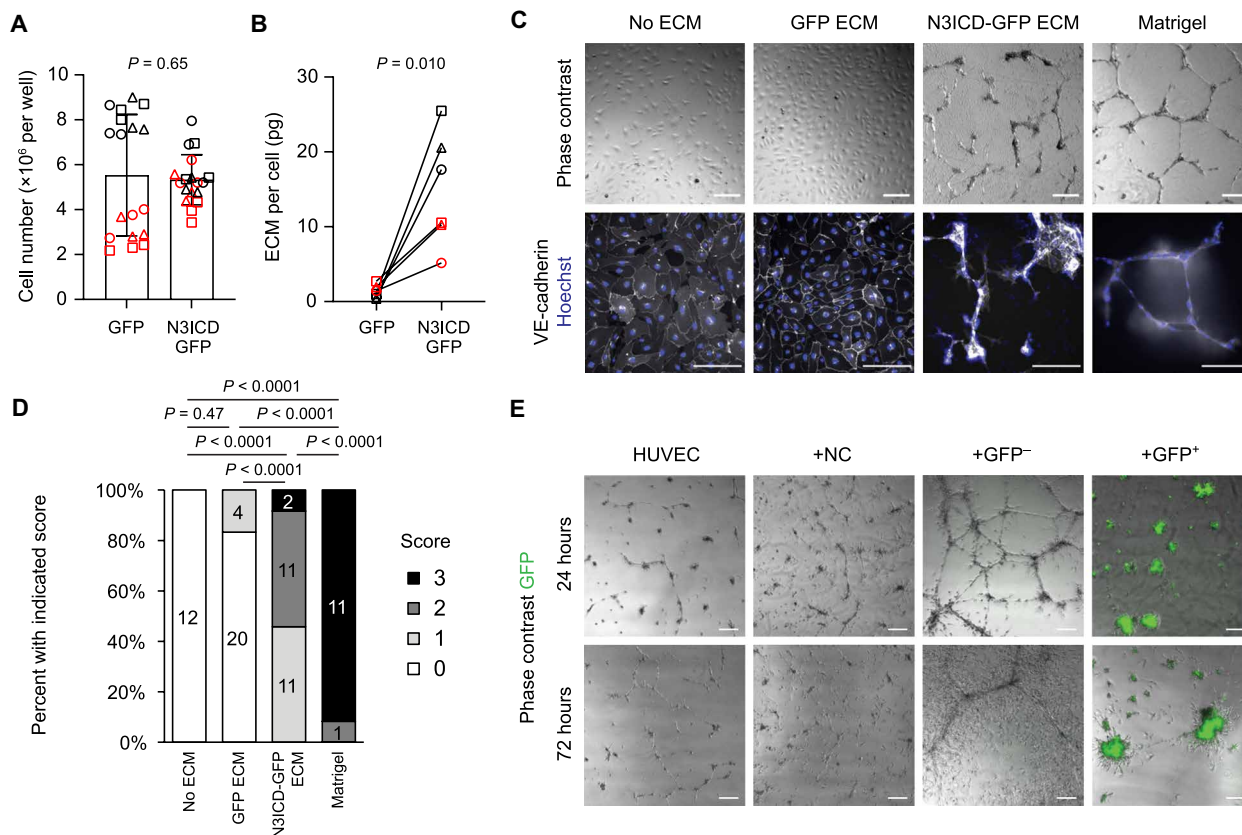 A
P = 0.65
Cell number (×10⁶ per well)
10
8
6
4
2
0
GFP
N3ICD
GFP
B
P = 0.010
ECM per cell (pg)
30
20
10
0
GFP
N3ICD
GFP
C
No ECM
GFP ECM
N3ICD-GFP ECM
Matrigel
Phase contrast
VE-cadherin
Hoechst
D
P < 0.0001
P = 0.47
P < 0.0001
P < 0.0001
P < 0.0001
P < 0.0001
Percent with indicated score
100%
80%
60%
40%
20%
0%
12
4
20
2
11
11
11
1
No ECM
GFP ECM
N3ICD-GFP
ECM
Matrigel
Score
3
2
1
0
E
HUVEC
+NC
+GFP⁻
+GFP⁺
Phase contrast GFP
24 hours
72 hours